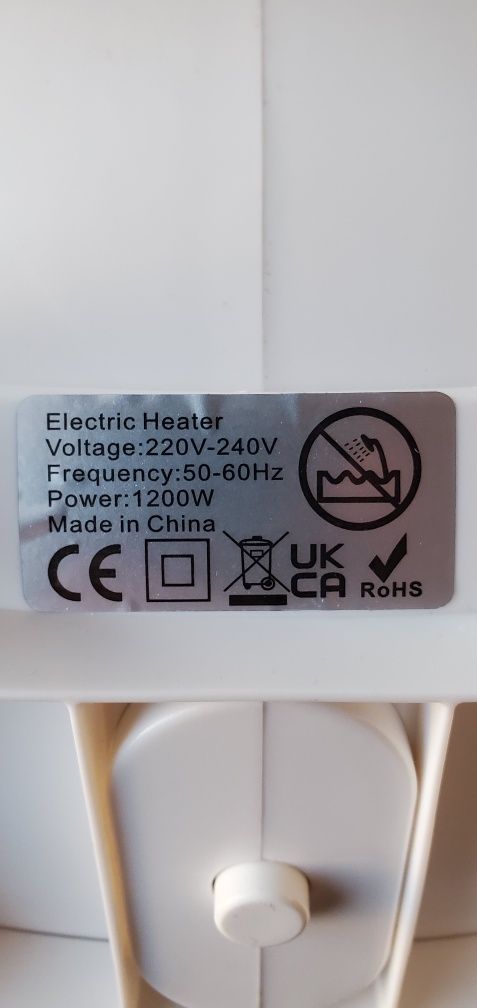 Electric Heater
Voltage:220V-240V
Frequency:50-60Hz
Power:1200W
Made in China
CE
UK
CA
RoHS